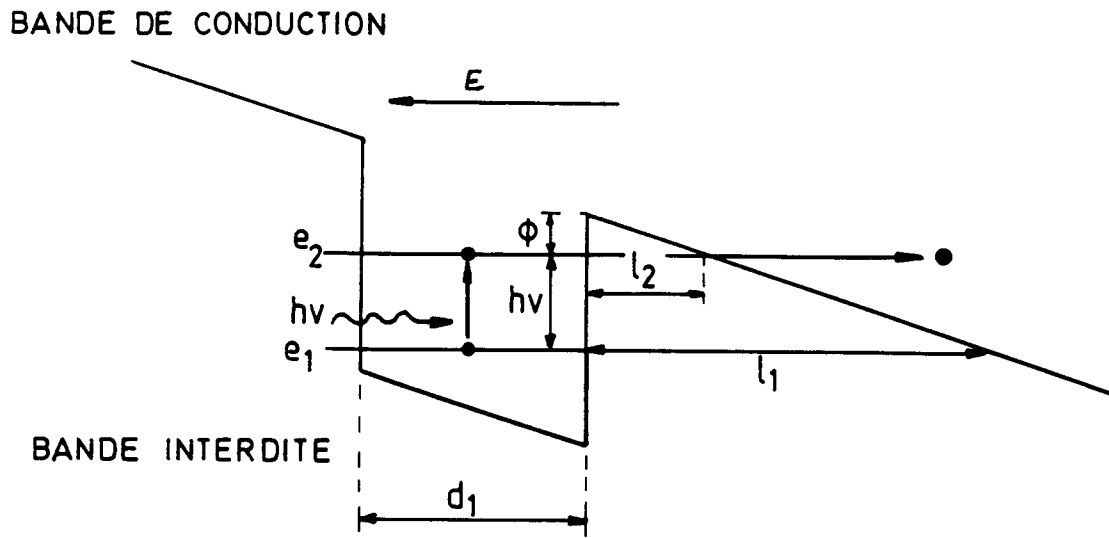 BANDE DE CONDUCTION
E
ϕ
e₂
l₂
hν
hν
e₁
l₁
BANDE INTERDITE
d₁